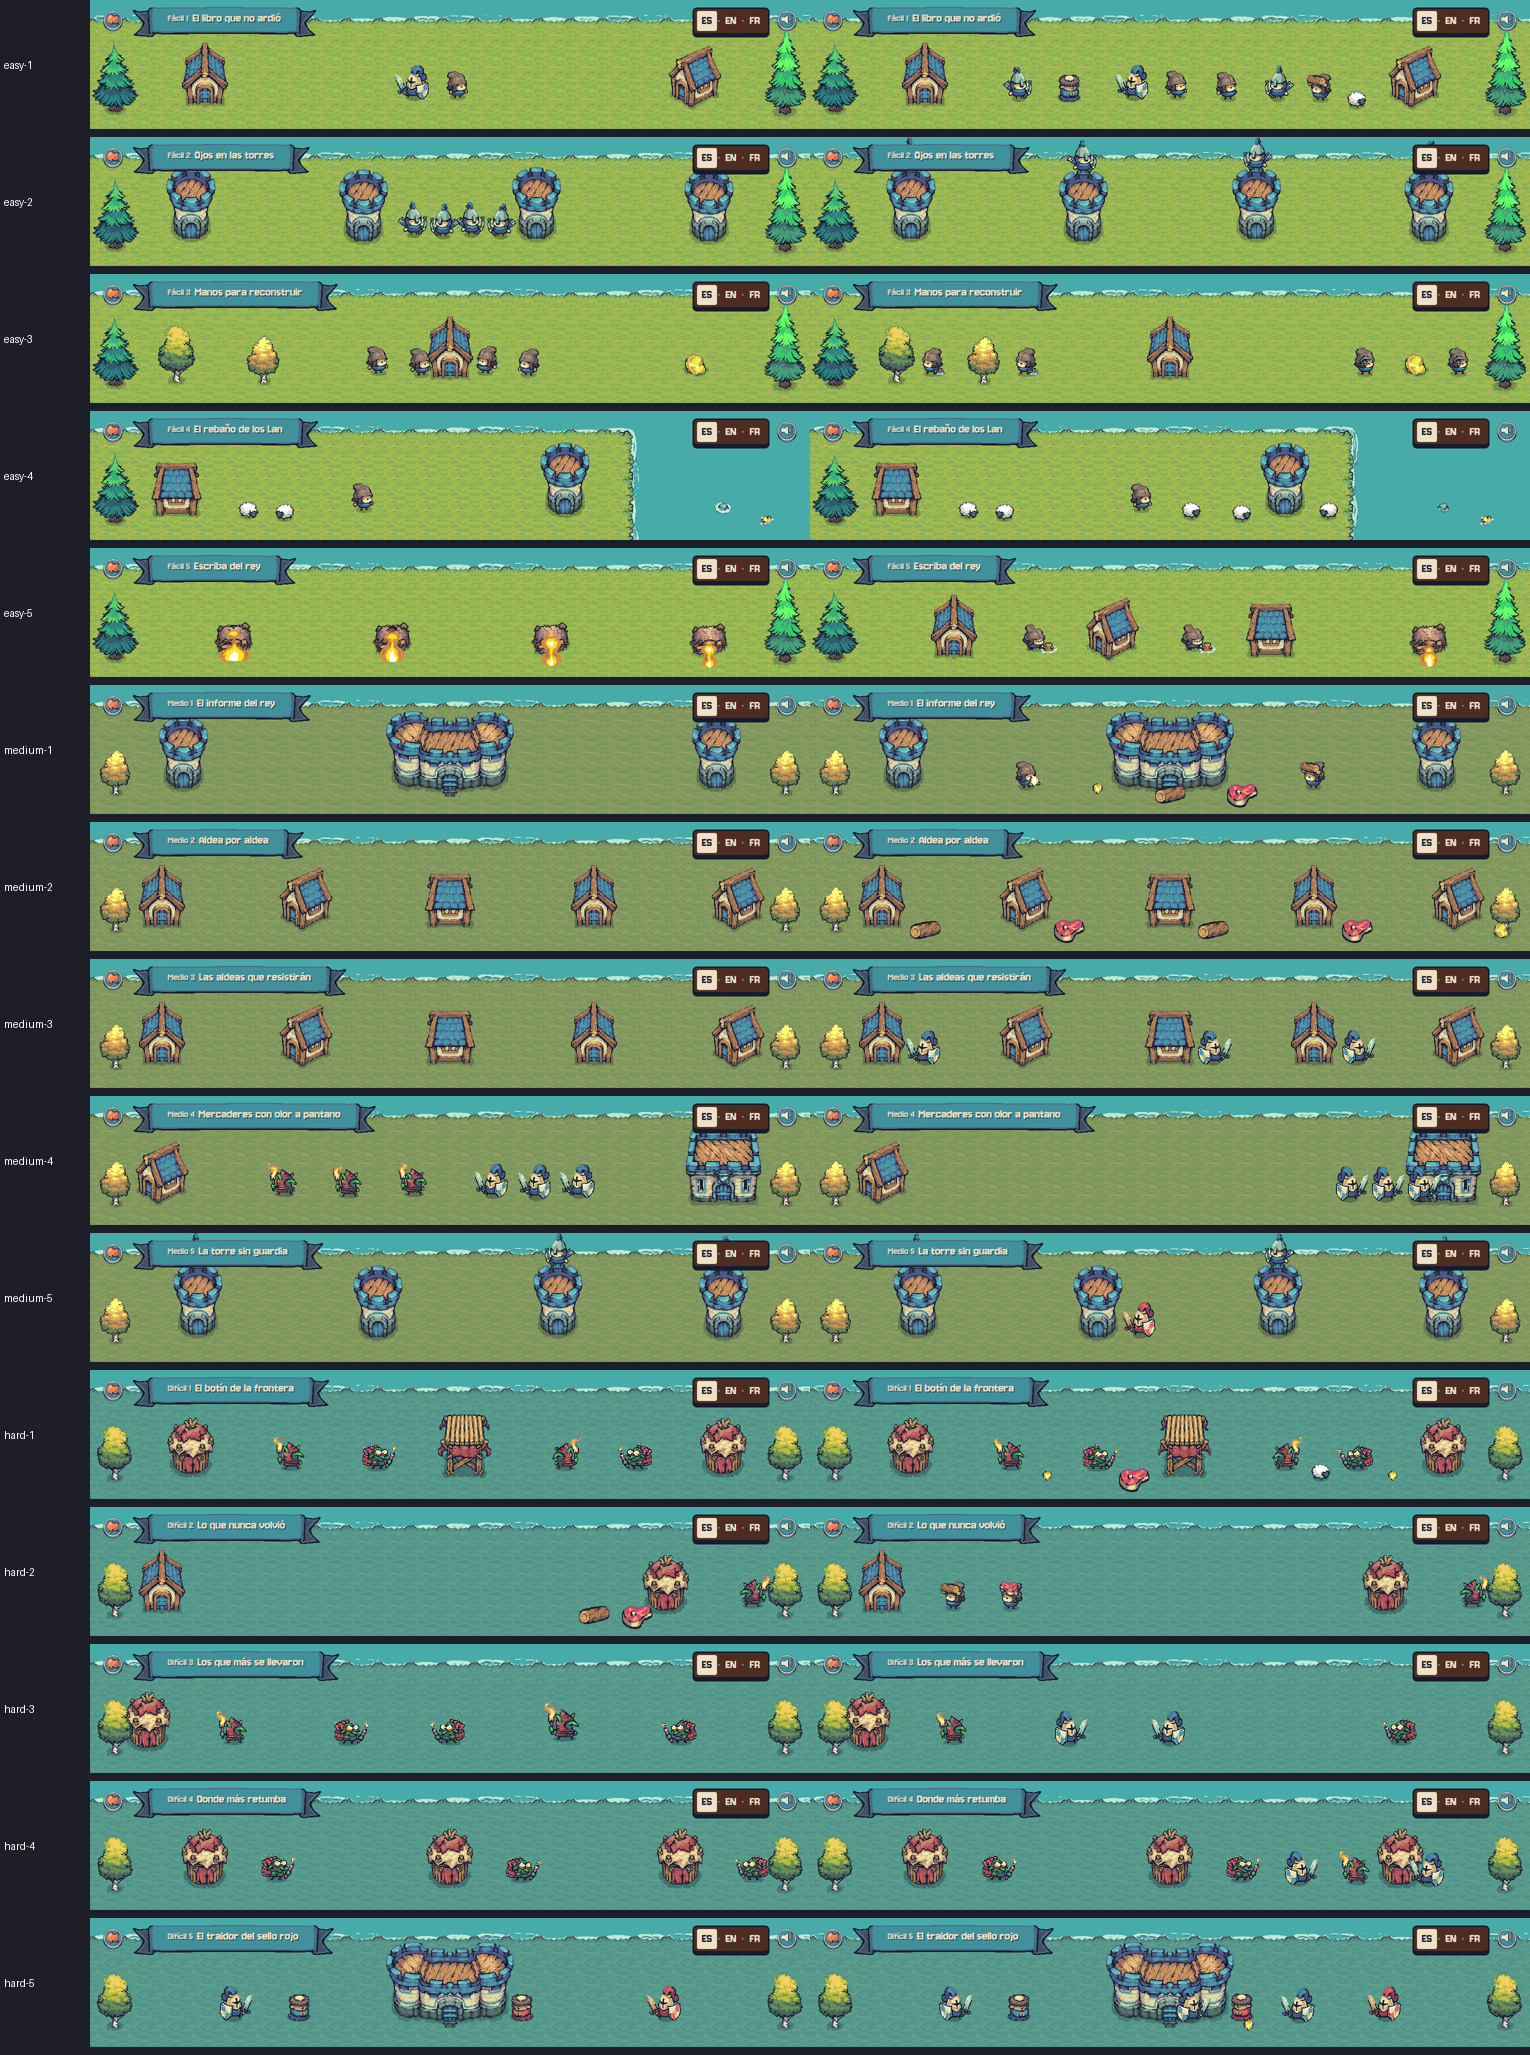 easy-1
Fácil 1 El libro que no ardió
ES · EN · FR
Fácil 1 El libro que no ardió
ES · EN · FR
easy-2
Fácil 2 Ojos en las torres
ES · EN · FR
Fácil 2 Ojos en las torres
ES · EN · FR
easy-3
Fácil 3 Manos para reconstruir
ES · EN · FR
Fácil 3 Manos para reconstruir
ES · EN · FR
easy-4
Fácil 4 El rebaño de los Lan
ES · EN · FR
Fácil 4 El rebaño de los Lan
ES · EN · FR
easy-5
Fácil 5 Escriba del rey
ES · EN · FR
Fácil 5 Escriba del rey
ES · EN · FR
medium-1
Medio 1 El informe del rey
ES · EN · FR
Medio 1 El informe del rey
ES · EN · FR
medium-2
Medio 2 Aldea por aldea
ES · EN · FR
Medio 2 Aldea por aldea
ES · EN · FR
medium-3
Medio 3 Las aldeas que resistirán
ES · EN · FR
Medio 3 Las aldeas que resistirán
ES · EN · FR
medium-4
Medio 4 Mercaderes con olor a pantano
ES · EN · FR
Medio 4 Mercaderes con olor a pantano
ES · EN · FR
medium-5
Medio 5 La torre sin guardia
ES · EN · FR
Medio 5 La torre sin guardia
ES · EN · FR
hard-1
Difícil 1 El botín de la frontera
ES · EN · FR
Difícil 1 El botín de la frontera
ES · EN · FR
hard-2
Difícil 2 Lo que nunca volvió
ES · EN · FR
Difícil 2 Lo que nunca volvió
ES · EN · FR
hard-3
Difícil 3 Los que más se llevaron
ES · EN · FR
Difícil 3 Los que más se llevaron
ES · EN · FR
hard-4
Difícil 4 Donde más retumba
ES · EN · FR
Difícil 4 Donde más retumba
ES · EN · FR
hard-5
Difícil 5 El traidor del sello rojo
ES · EN · FR
Difícil 5 El traidor del sello rojo
ES · EN · FR